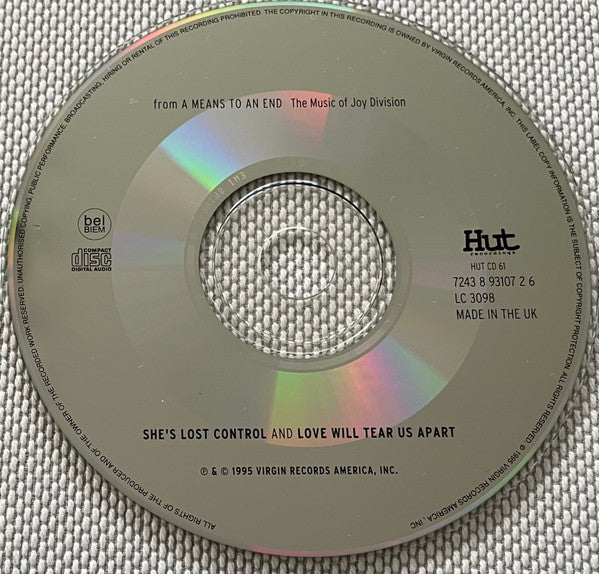 ALL RIGHTS OF THE PRODUCER AND OF THE OWNER OF THE RECORDED WORK RESERVED. UNAUTHORISED COPYING, PUBLIC PERFORMANCE, BROADCASTING, HIRING OR RENTAL OF THIS RECORDING PROHIBITED. THE COPYRIGHT IN THIS RECORDING IS OWNED BY VIRGIN RECORDS AMERICA, INC. THIS LABEL COPY INFORMATION IS THE SUBJECT OF COPYRIGHT PROTECTION. ALL RIGHTS RESERVED. © 1995 VIRGIN RECORDS AMERICA, INC
from A MEANS TO AN END The Music of Joy Division
EMI
bel
BIEM
COMPACT
disc
DIGITAL AUDIO
Hut
recordings
HUT CD 61
7243 8 93107 2 6
LC 3098
MADE IN THE UK
SHE'S LOST CONTROL AND LOVE WILL TEAR US APART
℗ & © 1995 VIRGIN RECORDS AMERICA, INC.